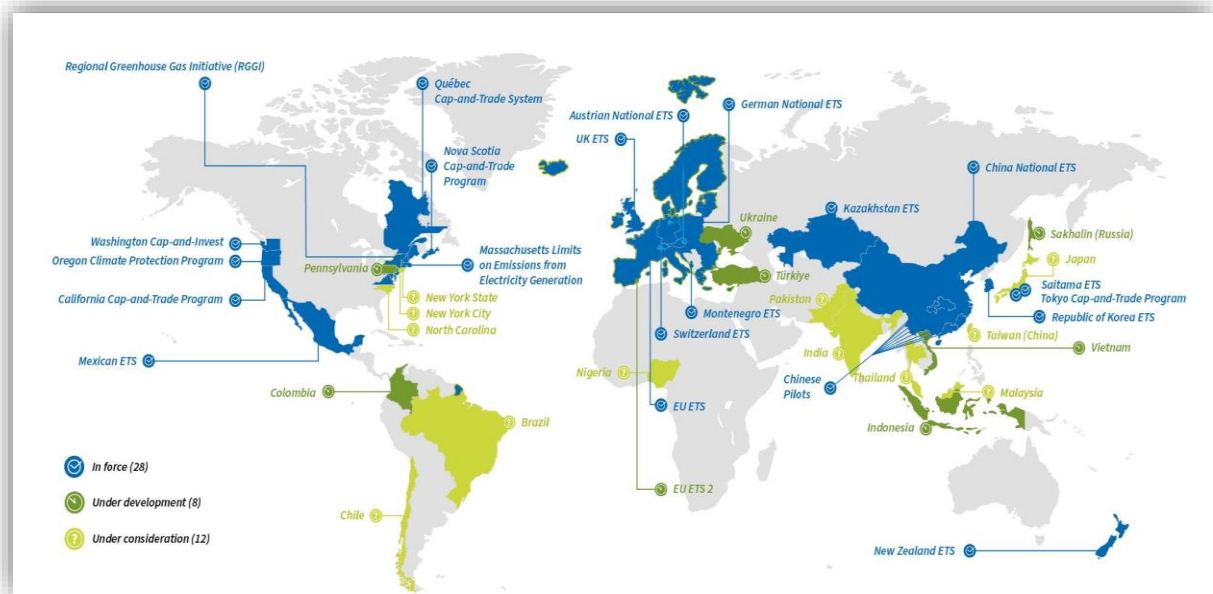 Regional Greenhouse Gas Initiative (RGGI)
Québec
Cap-and-Trade System
Nova Scotia
Cap-and-Trade
Program
Washington Cap-and-Invest
Oregon Climate Protection Program
California Cap-and-Trade Program
Pennsylvania
Massachusetts Limits
on Emissions from
Electricity Generation
New York State
New York City
North Carolina
Mexican ETS
Colombia
Brazil
Chile
Austrian National ETS
German National ETS
UK ETS
Ukraine
Türkiye
Montenegro ETS
Switzerland ETS
Nigeria
EU ETS
EU ETS 2
China National ETS
Kazakhstan ETS
Sakhalin (Russia)
Japan
Saitama ETS
Tokyo Cap-and-Trade Program
Republic of Korea ETS
Pakistan
India
Taiwan (China)
Vietnam
Chinese
Pilots
Thailand
Malaysia
Indonesia
New Zealand ETS
In force (28)
Under development (8)
Under consideration (12)